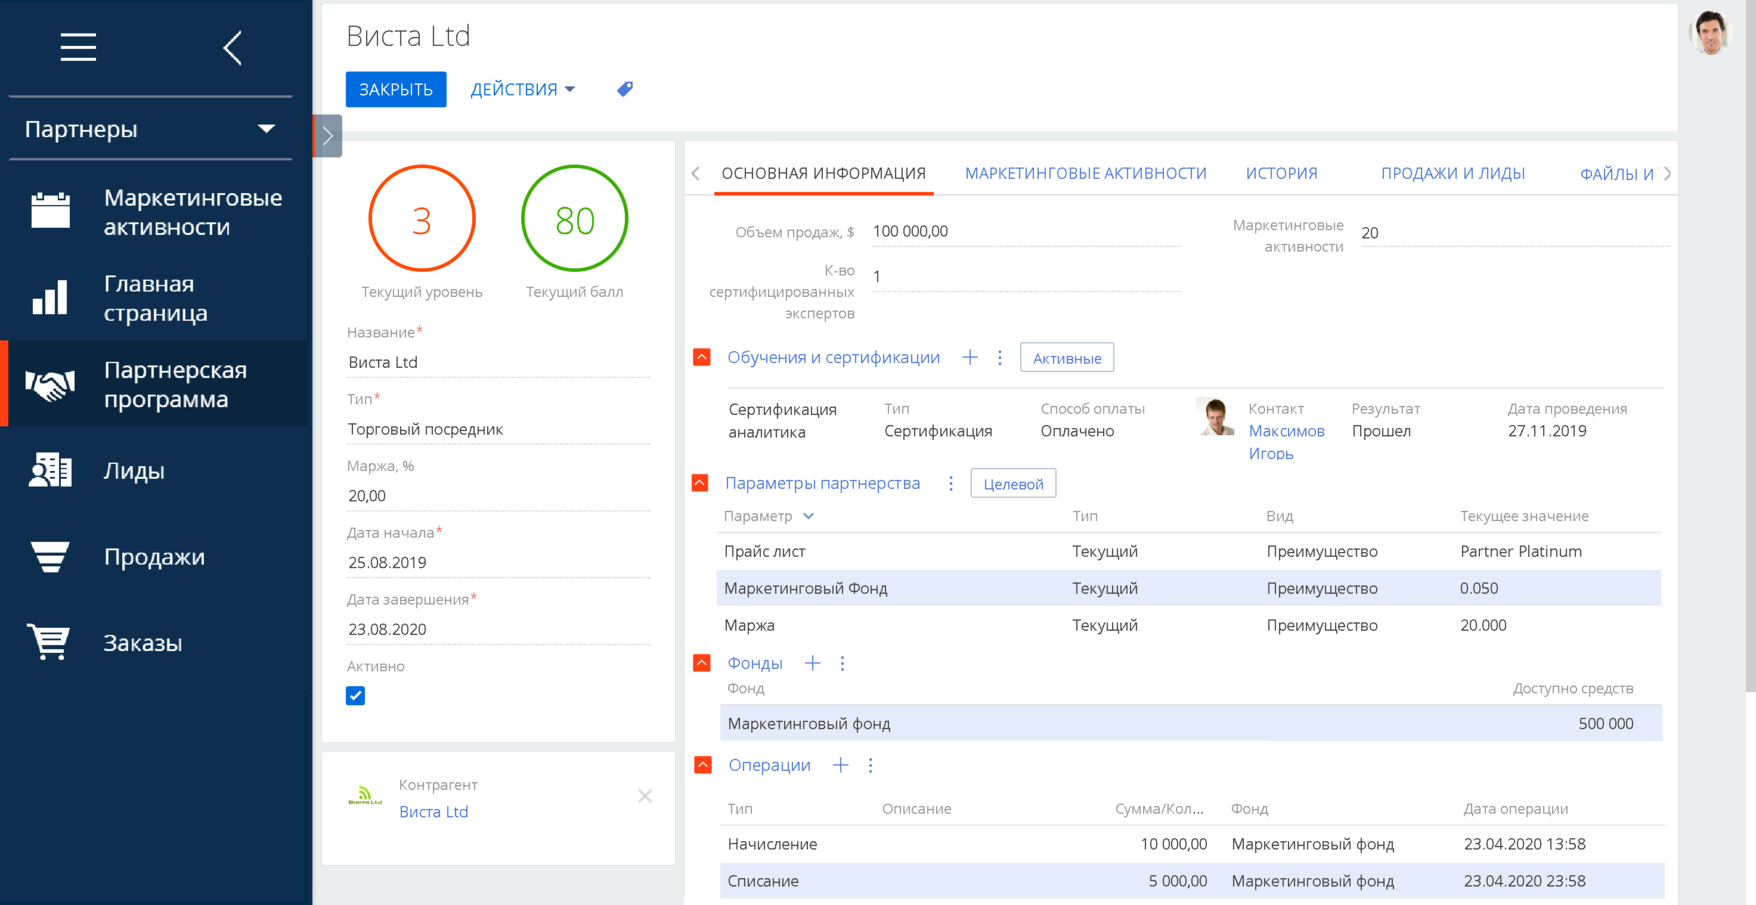 Виста Ltd
ЗАКРЫТЬ
ДЕЙСТВИЯ
Партнеры
Маркетинговые
активности
Главная
страница
Партнерская
программа
Лиды
Продажи
Заказы
3
80
Текущий уровень
Текущий балл
Название*
Виста Ltd
Тип*
Торговый посредник
Маржа, %
20,00
Дата начала*
25.08.2019
Дата завершения*
23.08.2020
Активно
Виста Ltd
Контрагент
Виста Ltd
ОСНОВНАЯ ИНФОРМАЦИЯ
МАРКЕТИНГОВЫЕ АКТИВНОСТИ
ИСТОРИЯ
ПРОДАЖИ И ЛИДЫ
ФАЙЛЫ И
Объем продаж, $
100 000,00
Маркетинговые
активности
20
К-во
сертифицированных
экспертов
1
Обучения и сертификации
Активные
Сертификация
аналитика
Тип
Сертификация
Способ оплаты
Оплачено
Контакт
Максимов
Игорь
Результат
Прошел
Дата проведения
27.11.2019
Параметры партнерства
Целевой
Параметр Тип Вид Текущее значение
Прайс лист Текущий Преимущество Partner Platinum
Маркетинговый Фонд Текущий Преимущество 0.050
Маржа Текущий Преимущество 20.000
Фонды
Фонд Доступно средств
Маркетинговый фонд 500 000
Операции
Тип Описание Сумма/Кол... Фонд Дата операции
Начисление 10 000,00 Маркетинговый фонд 23.04.2020 13:58
Списание 5 000,00 Маркетинговый фонд 23.04.2020 23:58